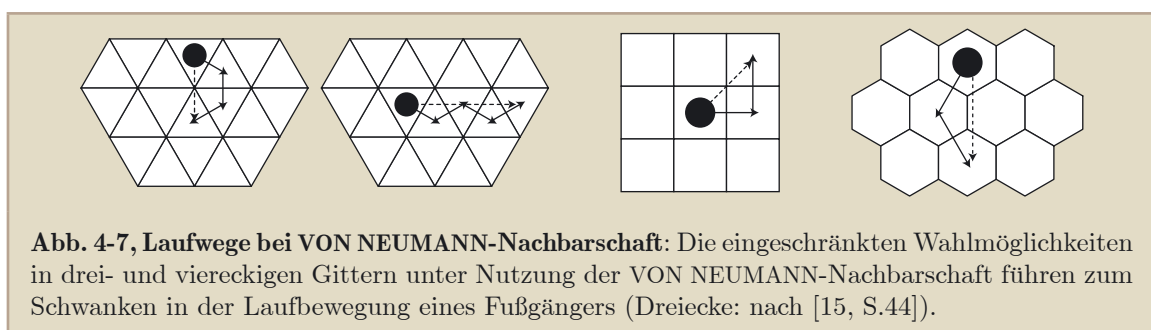 Abb. 4-7, Laufwege bei VON NEUMANN-Nachbarschaft: Die eingeschränkten Wahlmöglichkeiten
in drei- und viereckigen Gittern unter Nutzung der VON NEUMANN-Nachbarschaft führen zum
Schwanken in der Laufbewegung eines Fußgängers (Dreiecke: nach [15, S.44]).